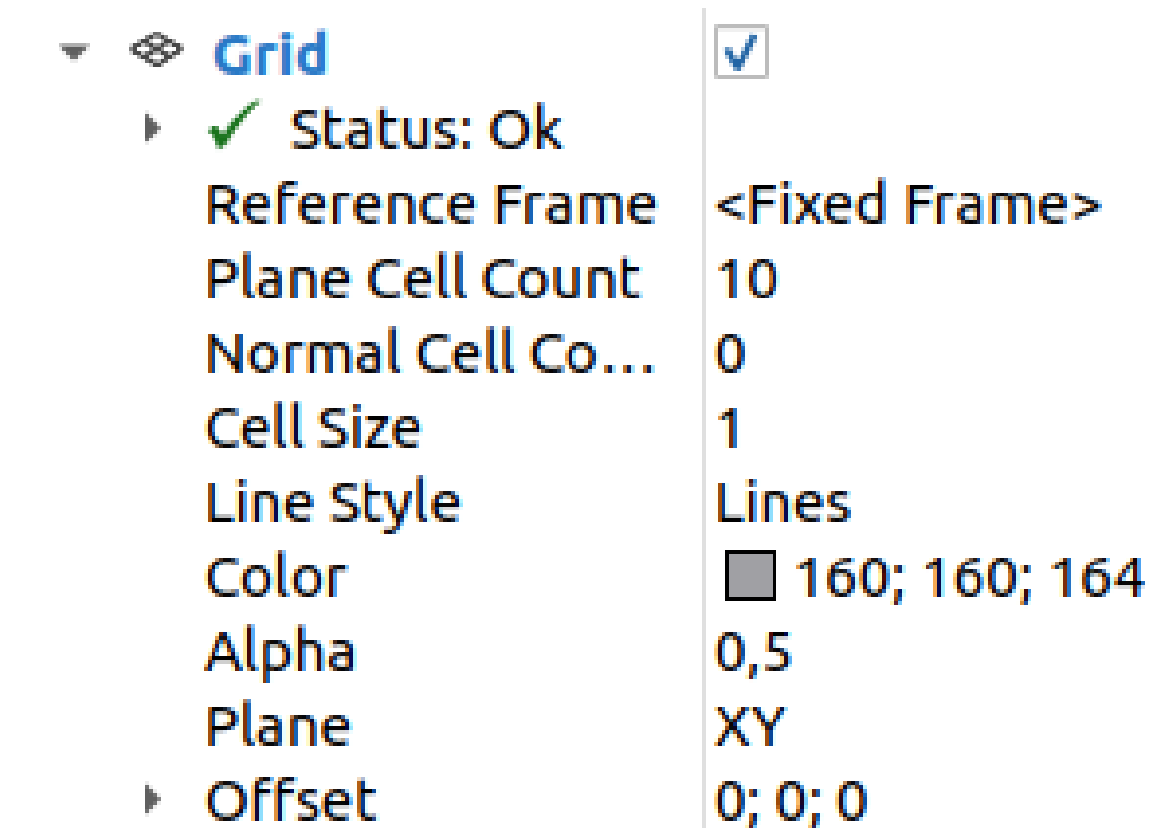 Grid
Status: Ok
Reference Frame <Fixed Frame>
Plane Cell Count 10
Normal Cell Co... 0
Cell Size 1
Line Style Lines
Color 160; 160; 164
Alpha 0,5
Plane XY
Offset 0; 0; 0